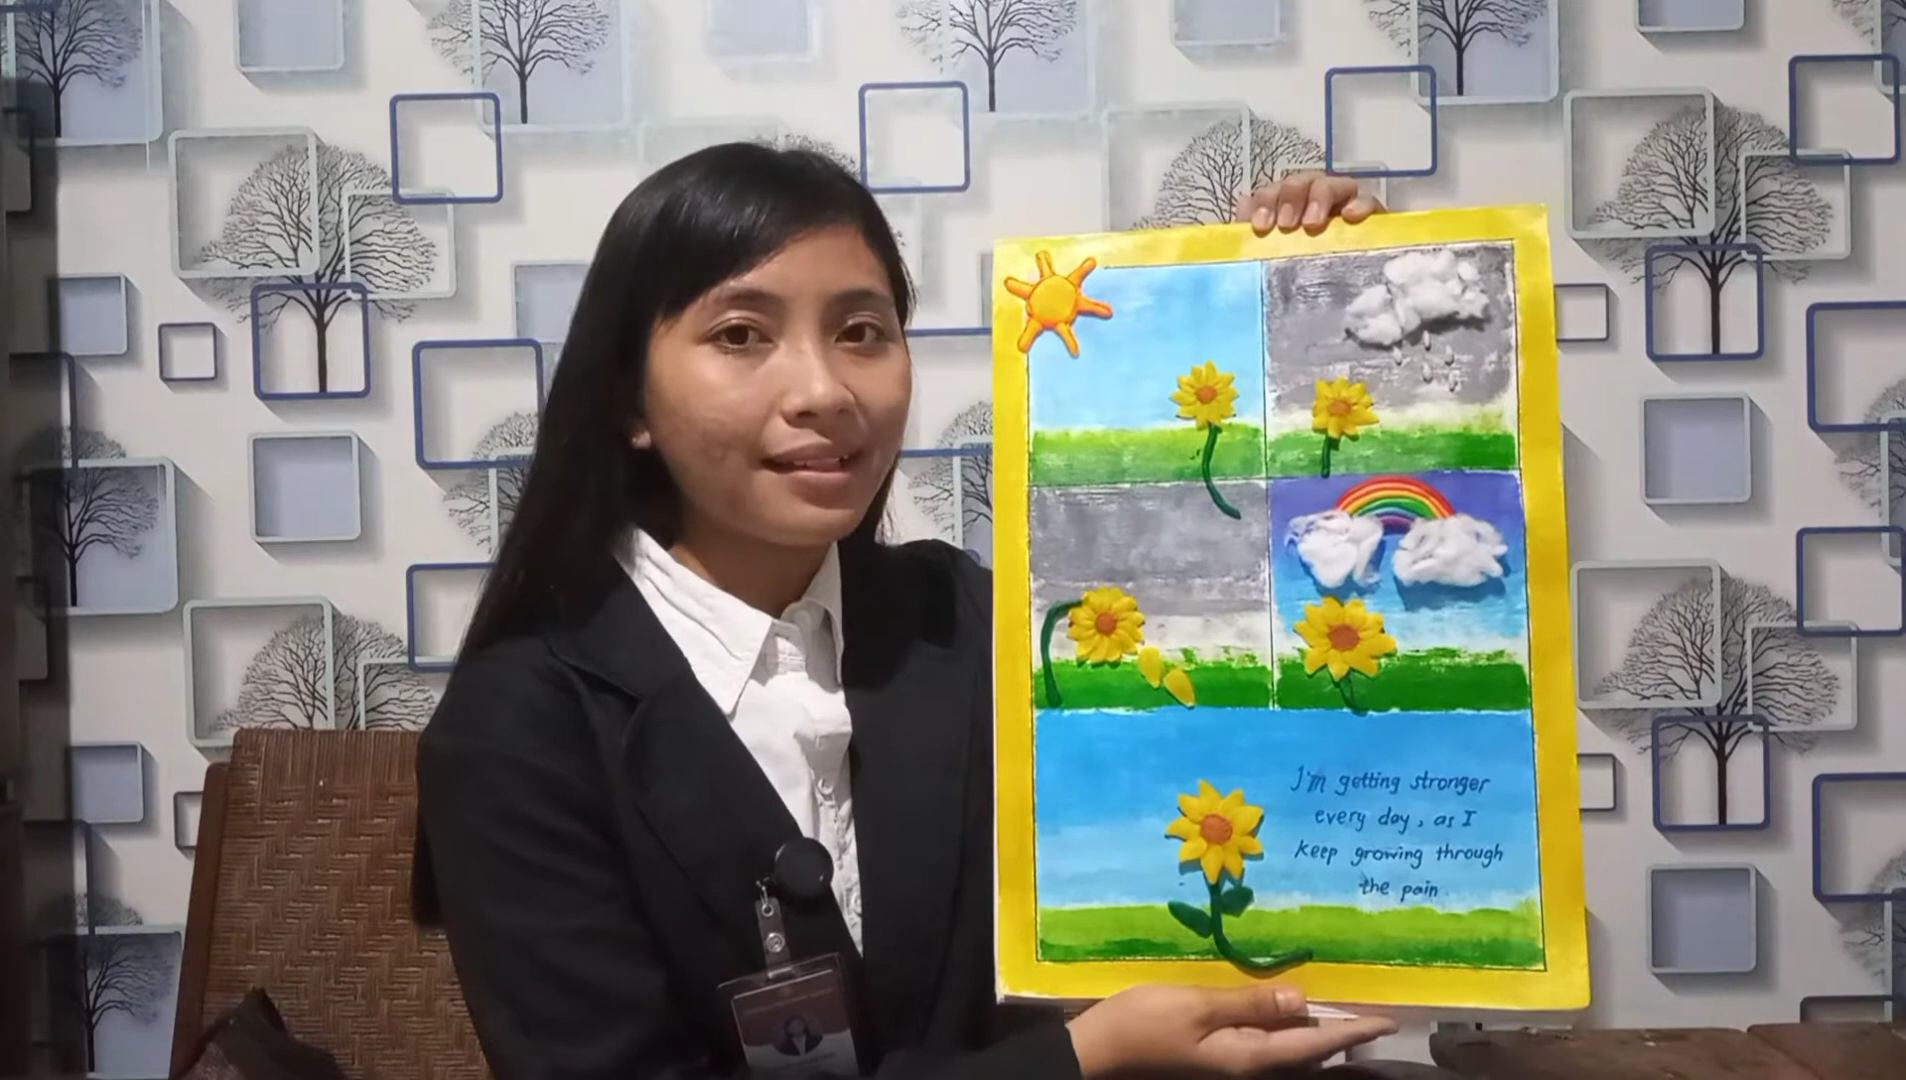 I'm getting stronger
every day, as I
keep growing through
the pain.